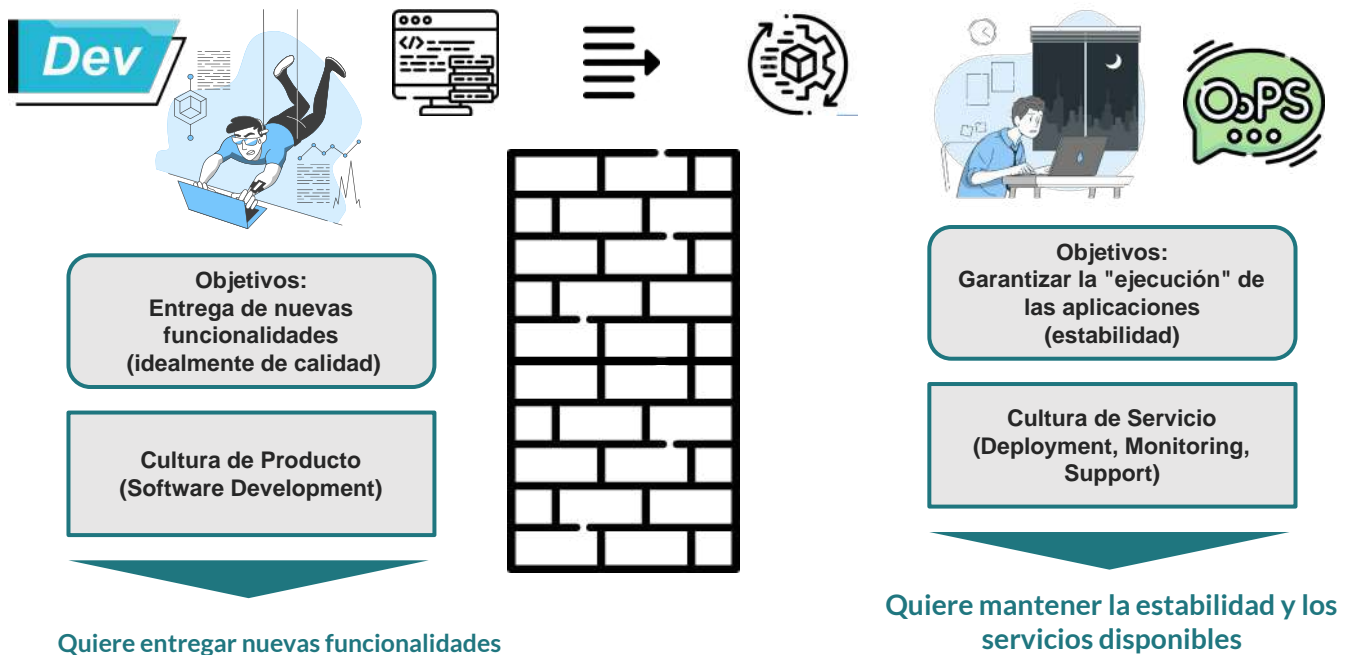 Dev
</>
OoPS
Objetivos:
Entrega de nuevas
funcionalidades
(idealmente de calidad)
Cultura de Producto
(Software Development)
Quiere entregar nuevas funcionalidades
Objetivos:
Garantizar la "ejecución" de
las aplicaciones
(estabilidad)
Cultura de Servicio
(Deployment, Monitoring,
Support)
Quiere mantener la estabilidad y los
servicios disponibles